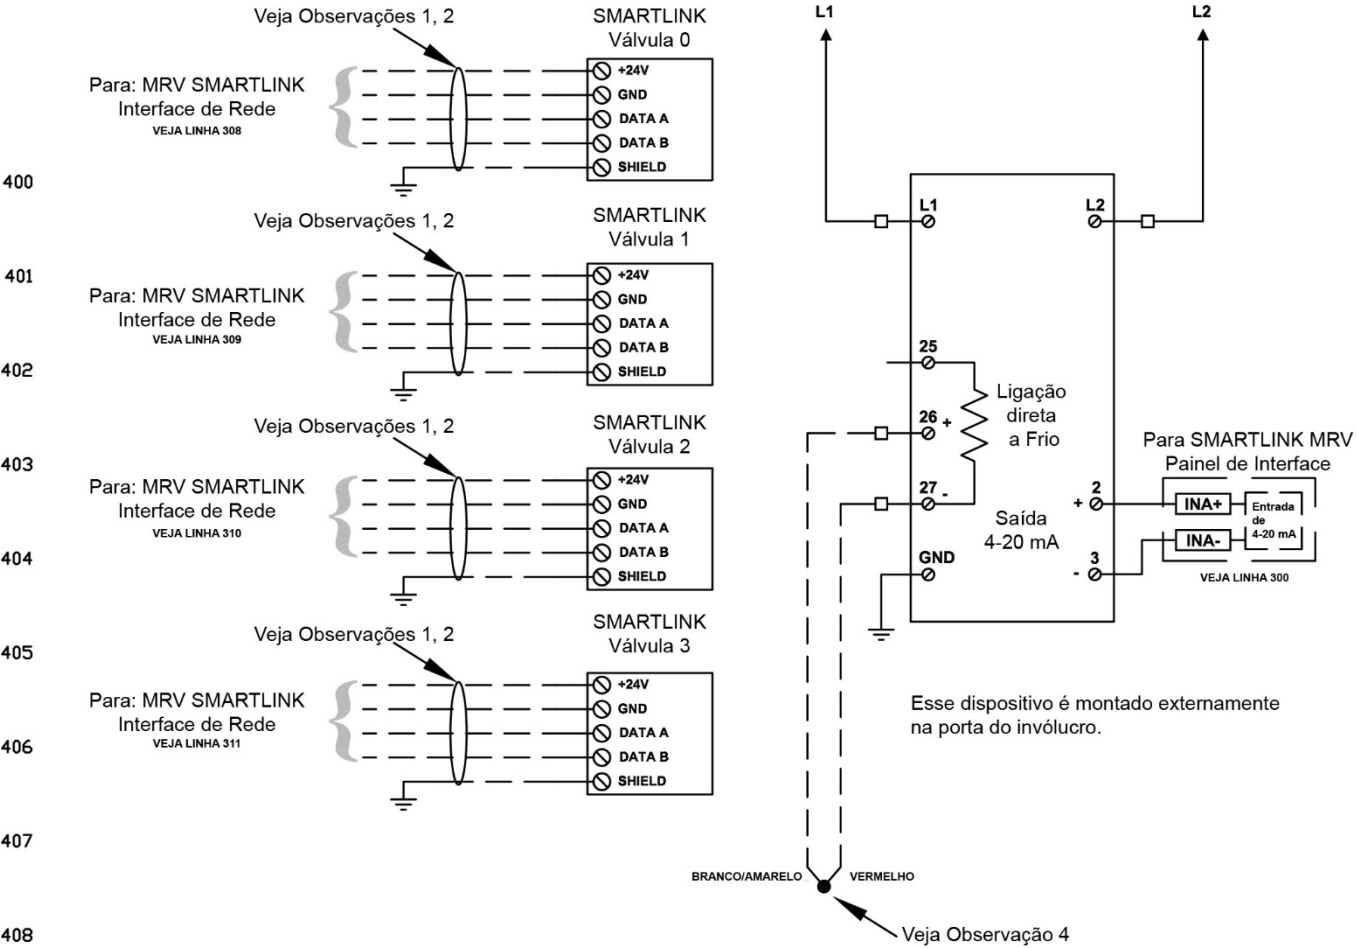 Veja Observações 1, 2
SMARTLINK
Válvula 0
Para: MRV SMARTLINK
Interface de Rede
VEJA LINHA 308
+24V
GND
DATA A
DATA B
SHIELD
400
Veja Observações 1, 2
SMARTLINK
Válvula 1
401
Para: MRV SMARTLINK
Interface de Rede
VEJA LINHA 309
+24V
GND
DATA A
DATA B
SHIELD
402
Veja Observações 1, 2
SMARTLINK
Válvula 2
403
Para: MRV SMARTLINK
Interface de Rede
VEJA LINHA 310
+24V
GND
DATA A
DATA B
SHIELD
404
Veja Observações 1, 2
SMARTLINK
Válvula 3
405
Para: MRV SMARTLINK
Interface de Rede
VEJA LINHA 311
+24V
GND
DATA A
DATA B
SHIELD
406
407
408
L1
L2
L1
L2
25
26 +
27 -
GND
Ligação
direta
a Frio
Saída
4-20 mA
2
+
3
-
Para SMARTLINK MRV
Painel de Interface
INA+
INA-
Entrada
de
4-20 mA
VEJA LINHA 300
Esse dispositivo é montado externamente
na porta do invólucro.
BRANCO/AMARELO
VERMELHO
Veja Observação 4